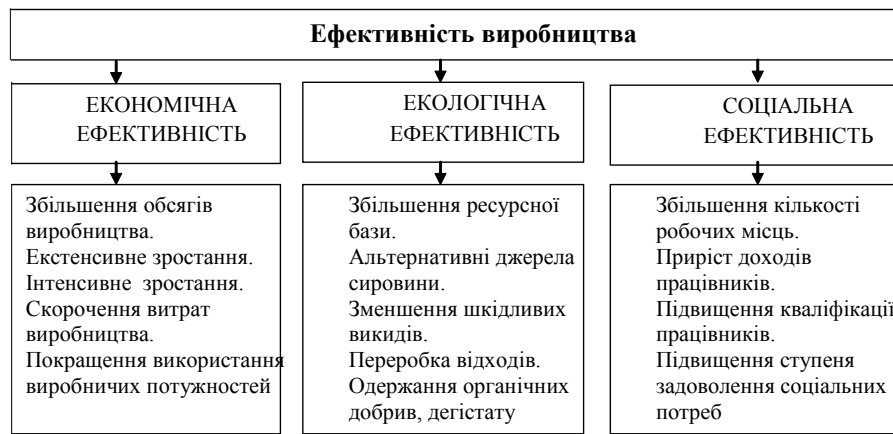 Ефективність виробництва
ЕКОНОМІЧНА
ЕФЕКТИВНІСТЬ
ЕКОЛОГІЧНА
ЕФЕКТИВНІСТЬ
СОЦІАЛЬНА
ЕФЕКТИВНІСТЬ
Збільшення обсягів
виробництва.
Екстенсивне зростання.
Інтенсивне зростання.
Скорочення витрат
виробництва.
Покращення використання
виробничих потужностей
Збільшення ресурсної
бази.
Альтернативні джерела
сировини.
Зменшення шкідливих
викидів.
Переробка відходів.
Одержання органічних
добрив, дегістату
Збільшення кількості
робочих місць.
Приріст доходів
працівників.
Підвищення кваліфікації
працівників.
Підвищення ступеня
задоволення соціальних
потреб